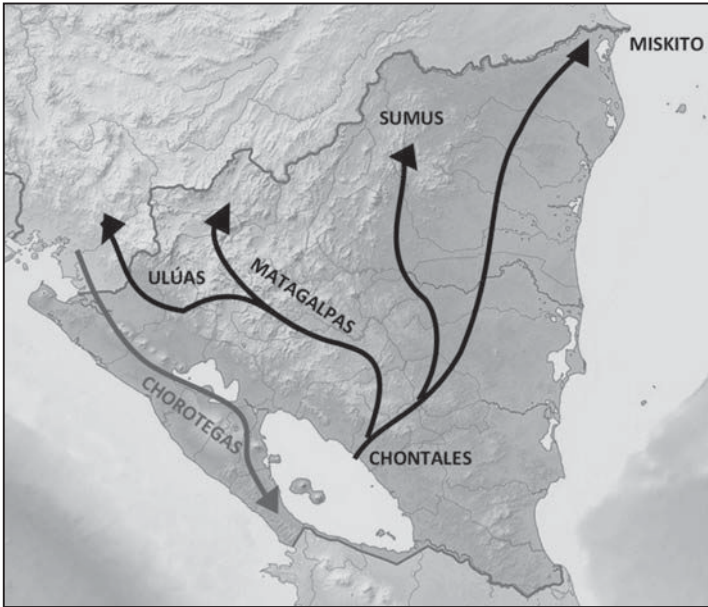 MISKITO
SUMUS
ULÚAS
MATAGALPAS
CHOROTEGAS
CHONTALES